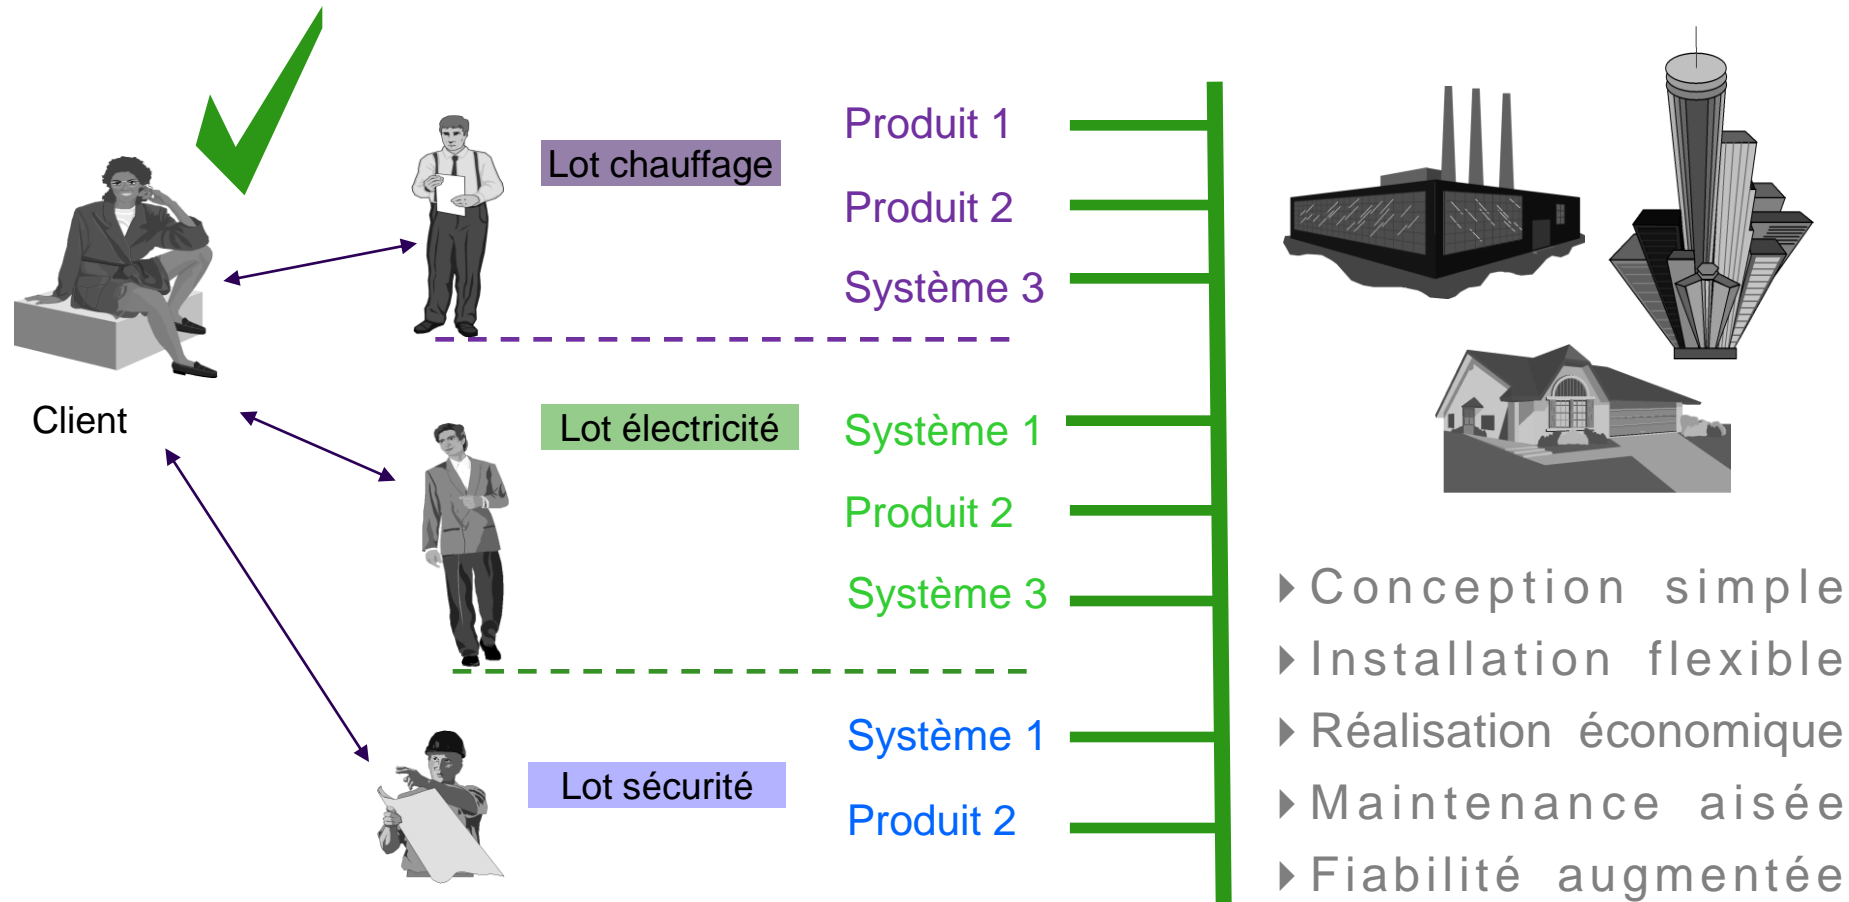 Client
Lot chauffage
Produit 1
Produit 2
Système 3
Lot électricité
Système 1
Produit 2
Système 3
Lot sécurité
Système 1
Produit 2
Conception simple
Installation flexible
Réalisation économique
Maintenance aisée
Fiabilité augmentée